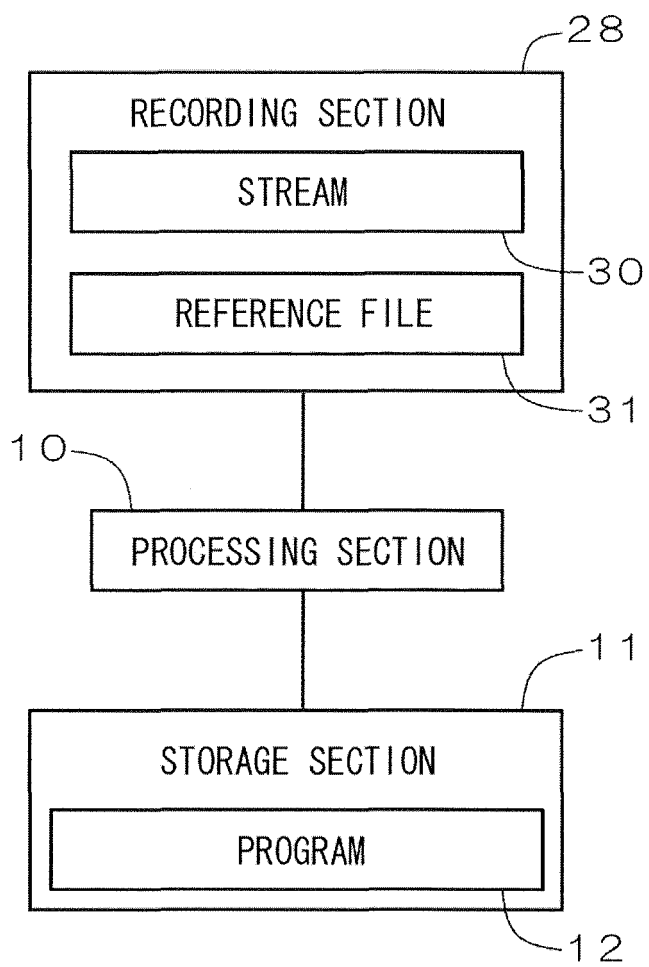 28
RECORDING SECTION
STREAM
30
REFERENCE FILE
31
10
PROCESSING SECTION
11
STORAGE SECTION
PROGRAM
12